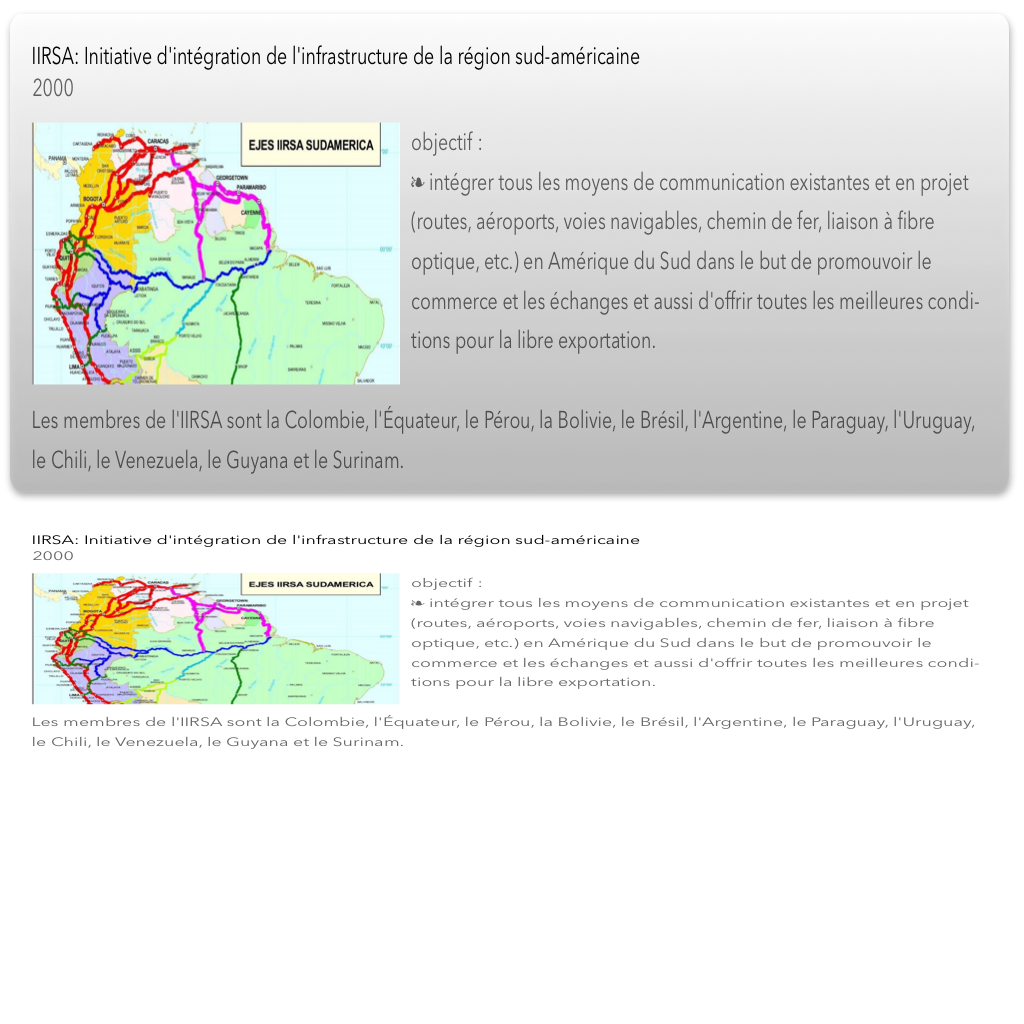 IIRSA: Initiative d'intégration de l'infrastructure de la région sud-américaine
2000
EJES IIRSA SUDAMERICA
CARACAS
PANAMA
GEORGETOWN
PARAMARIBO
CAYENNE
BOGOTA
LIMA
objectif :
❧ intégrer tous les moyens de communication existantes et en projet
(routes, aéroports, voies navigables, chemin de fer, liaison à fibre
optique, etc.) en Amérique du Sud dans le but de promouvoir le
commerce et les échanges et aussi d'offrir toutes les meilleures condi-
tions pour la libre exportation.
Les membres de l'IIRSA sont la Colombie, l'Équateur, le Pérou, la Bolivie, le Brésil, l'Argentine, le Paraguay, l'Uruguay,
le Chili, le Venezuela, le Guyana et le Surinam.
IIRSA: Initiative d'intégration de l'infrastructure de la région sud-américaine
2000
EJES IIRSA SUDAMERICA
objectif :
❧ intégrer tous les moyens de communication existantes et en projet
(routes, aéroports, voies navigables, chemin de fer, liaison à fibre
optique, etc.) en Amérique du Sud dans le but de promouvoir le
commerce et les échanges et aussi d'offrir toutes les meilleures condi-
tions pour la libre exportation.
Les membres de l'IIRSA sont la Colombie, l'Équateur, le Pérou, la Bolivie, le Brésil, l'Argentine, le Paraguay, l'Uruguay,
le Chili, le Venezuela, le Guyana et le Surinam.